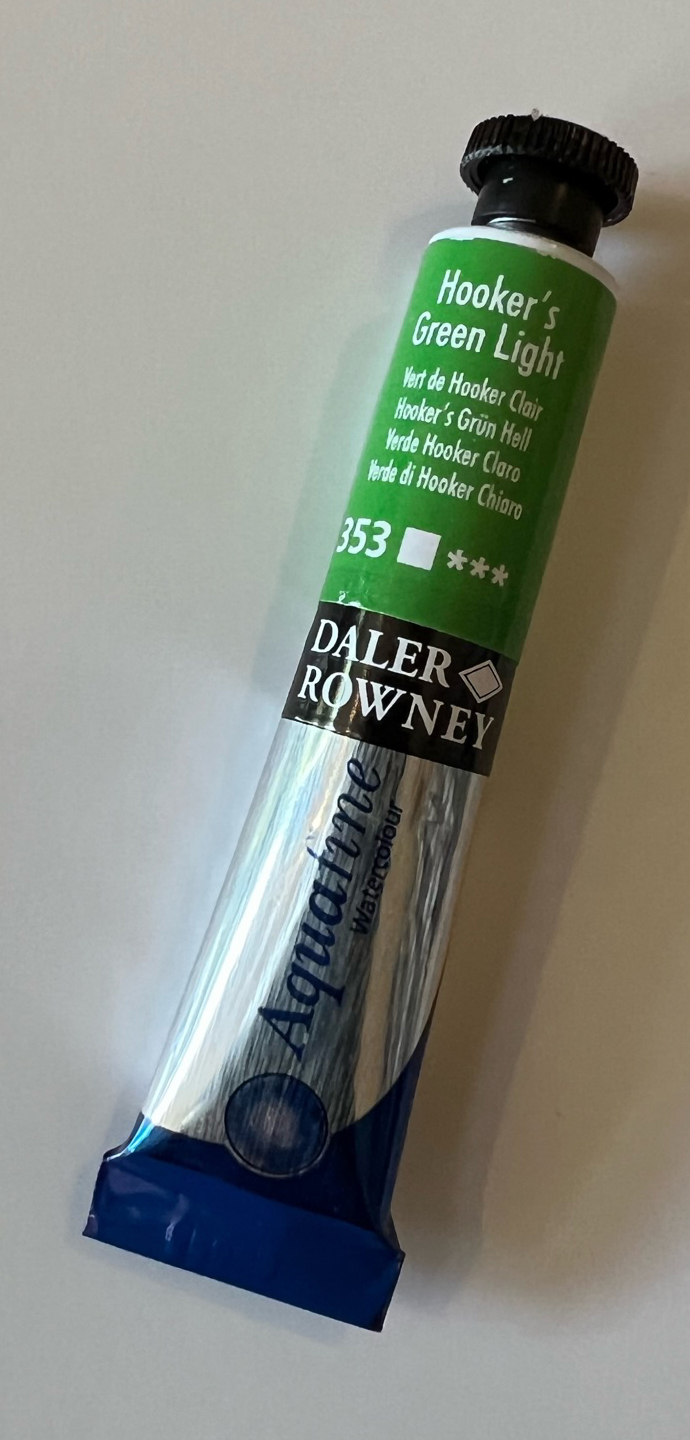 Hooker's
Green Light
Vert de Hooker Clair
Hooker's Grün Hell
Verde Hooker Claro
Verde di Hooker Chiaro
353 ***
DALER
ROWNEY
Aquafine
Watercolour